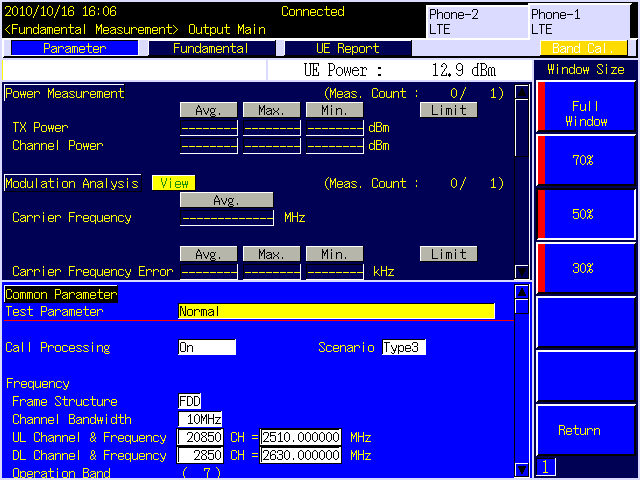 2010/10/16 16:06 Connected Phone-2 Phone-1
<Fundamental Measurement> Output Main LTE LTE
Parameter Fundamental UE Report Band Cal.
UE Power : 12.9 dBm Window Size
Power Measurement (Meas. Count : 0/ 1)
Avg. Max. Min. Limit Full Window
TX Power -------- -------- -------- dBm
Channel Power -------- -------- -------- dBm
70%
Modulation Analysis View (Meas. Count : 0/ 1)
Avg.
Carrier Frequency ------------- MHz 50%
Avg. Max. Min. Limit
Carrier Frequency Error -------- -------- -------- kHz 30%
Common Parameter
Test Parameter Normal
Call Processing On Scenario Type3
Frequency
Frame Structure FDD
Channel Bandwidth 10MHz
UL Channel & Frequency 20850 CH = 2510.000000 MHz Return
DL Channel & Frequency 2850 CH = 2630.000000 MHz
Operation Band ( 7 ) 1